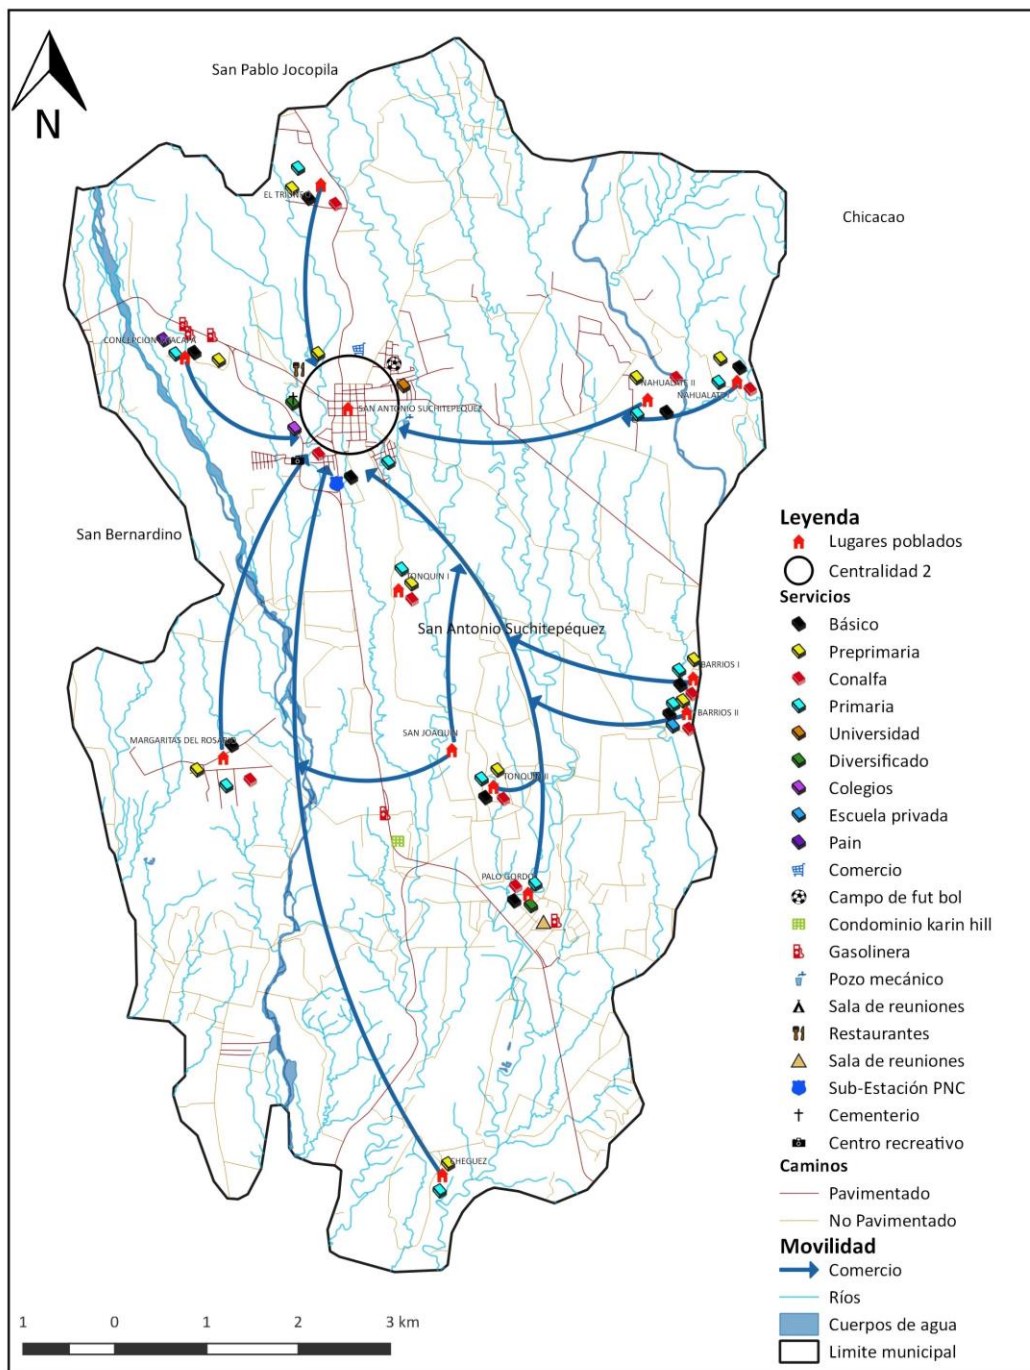 San Pablo Jocopila
N
Chicacao
EL TRIUNFO
CONCEPCION IXTACAPA
NAHUALATE II
NAHUALATE I
SAN ANTONIO SUCHITEPEQUEZ
San Bernardino
TONQUIN I
San Antonio Suchitepéquez
BARRIOS I
BARRIOS II
SAN JOAQUIN
MARGARITAS DEL ROSARIO
TONQUIN II
PALO GORDO
CHEGUEZ
Leyenda
Lugares poblados
Centralidad 2
Servicios
Básico
Preprimaria
Conalfa
Primaria
Universidad
Diversificado
Colegios
Escuela privada
Pain
Comercio
Campo de fut bol
Condominio karin hill
Gasolinera
Pozo mecánico
Sala de reuniones
Restaurantes
Sala de reuniones
Sub-Estación PNC
Cementerio
Centro recreativo
Caminos
Pavimentado
No Pavimentado
Movilidad
Comercio
Ríos
Cuerpos de agua
Limite municipal
1 0 1 2 3 km